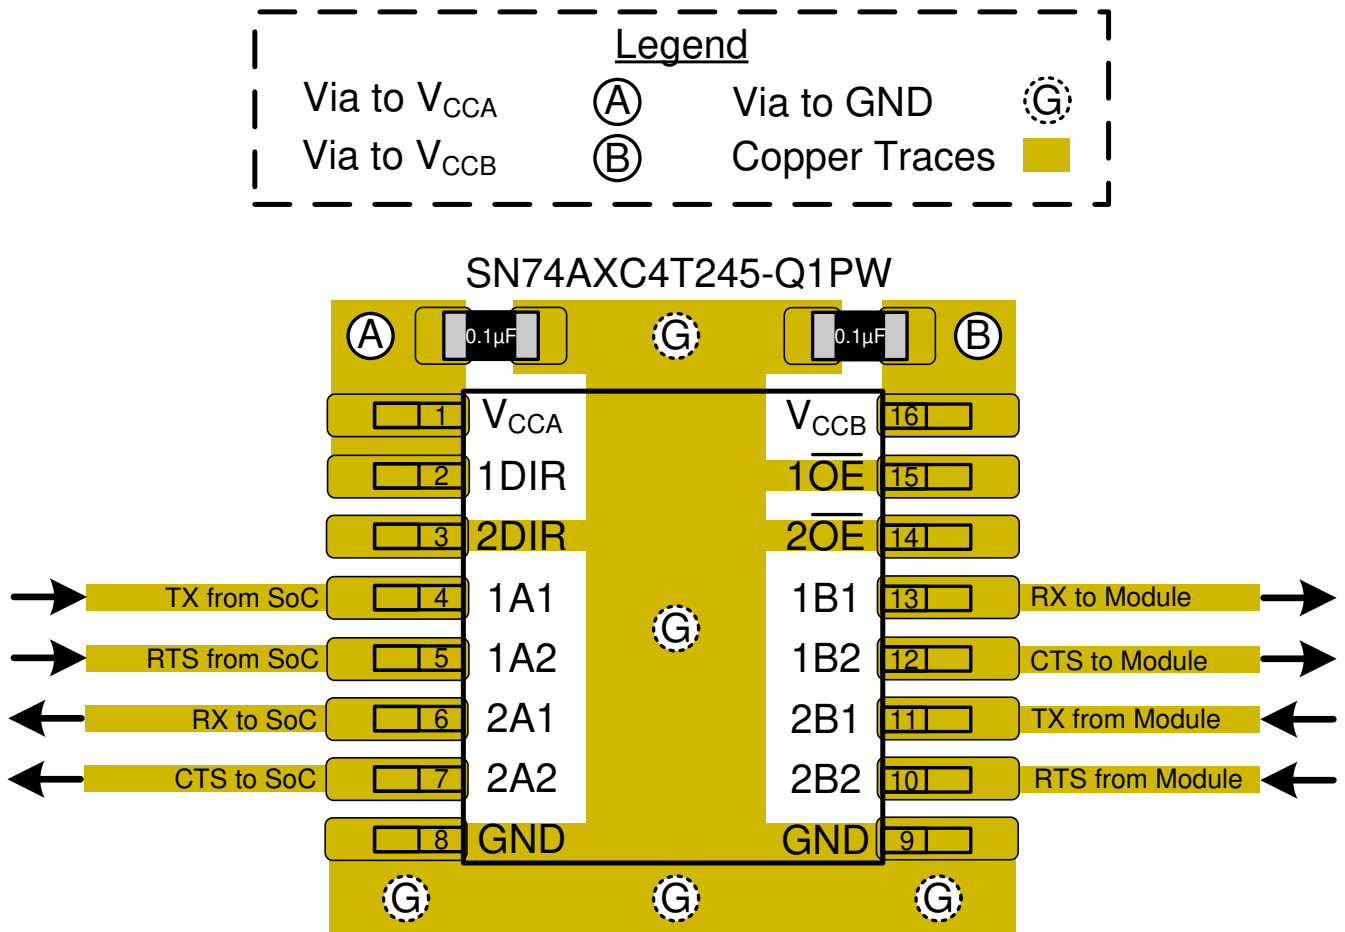 Legend
Via to VCCA A Via to GND G
Via to VCCB B Copper Traces
SN74AXC4T245-Q1PW
A 0.1µF G 0.1µF B
1 VCCA VCCB 16
2 1DIR 1O̅E̅ 15
3 2DIR 2O̅E̅ 14
TX from SoC 4 1A1 1B1 13 RX to Module
G
RTS from SoC 5 1A2 1B2 12 CTS to Module
RX to SoC 6 2A1 2B1 11 TX from Module
CTS to SoC 7 2A2 2B2 10 RTS from Module
8 GND GND 9
G G G